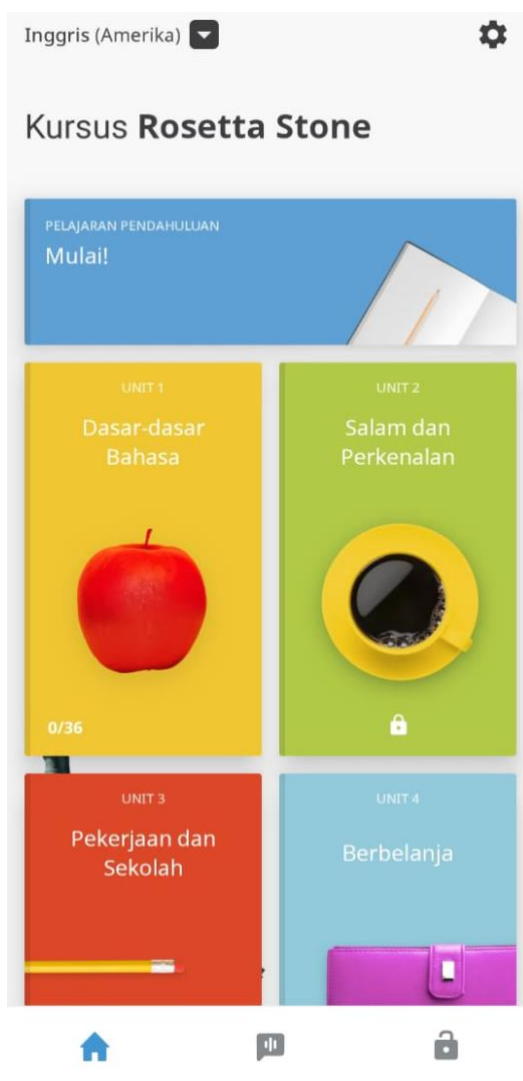 Inggris (Amerika)
Kursus Rosetta Stone
PELAJARAN PENDAHULUAN
Mulai!
UNIT 1
Dasar-dasar
Bahasa
0/36
UNIT 2
Salam dan
Perkenalan
UNIT 3
Pekerjaan dan
Sekolah
UNIT 4
Berbelanja